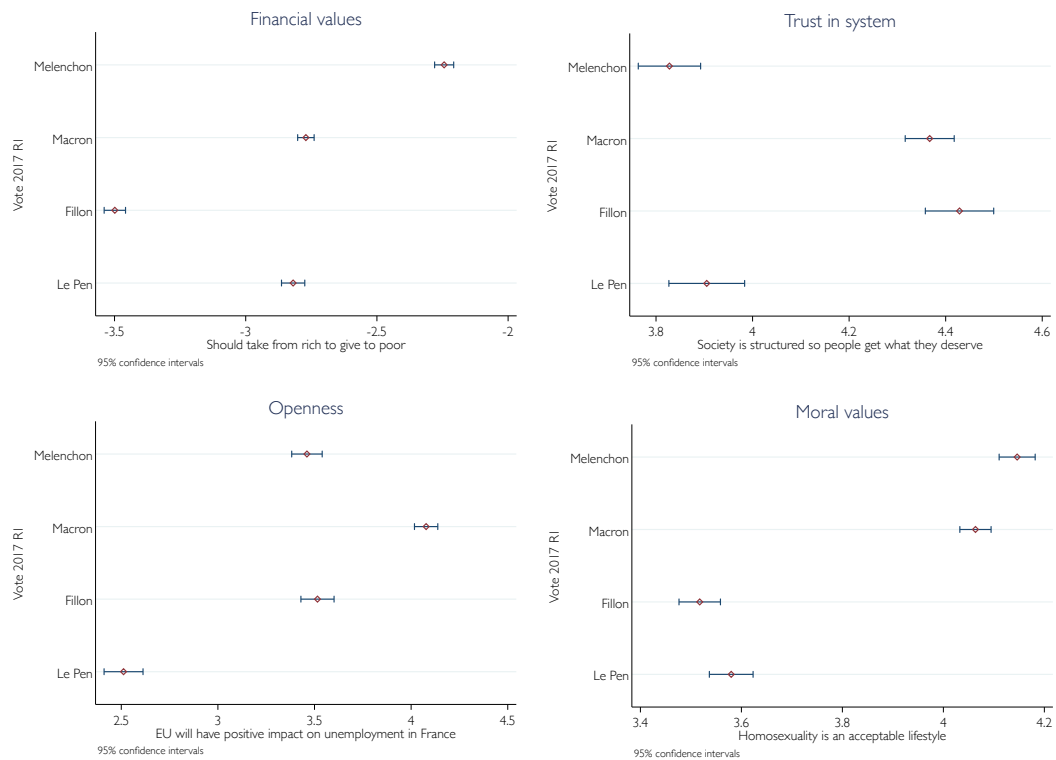 Financial values
Melenchon
Macron
Fillon
Le Pen
Vote 2017 R1
-3.5 -3 -2.5 -2
Should take from rich to give to poor
95% confidence intervals
Trust in system
Melenchon
Macron
Fillon
Le Pen
Vote 2017 R1
3.8 4 4.2 4.4 4.6
Society is structured so people get what they deserve
95% confidence intervals
Openness
Melenchon
Macron
Fillon
Le Pen
Vote 2017 R1
2.5 3 3.5 4 4.5
EU will have positive impact on unemployment in France
95% confidence intervals
Moral values
Melenchon
Macron
Fillon
Le Pen
Vote 2017 R1
3.4 3.6 3.8 4 4.2
Homosexuality is an acceptable lifestyle
95% confidence intervals